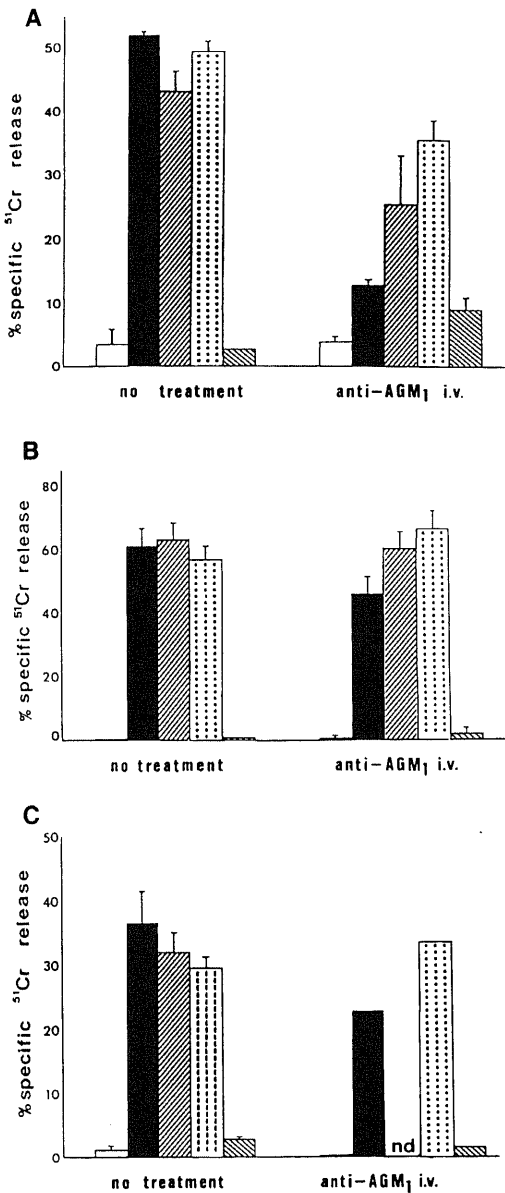 A
% specific ⁵¹Cr release
50
40
30
20
10
0
no treatment
anti-AGM₁ i.v.
B
% specific ⁵¹Cr release
80
60
40
20
0
no treatment
anti-AGM₁ i.v.
C
% specific ⁵¹Cr release
50
40
30
20
10
0
nd
no treatment
anti-AGM₁ i.v.